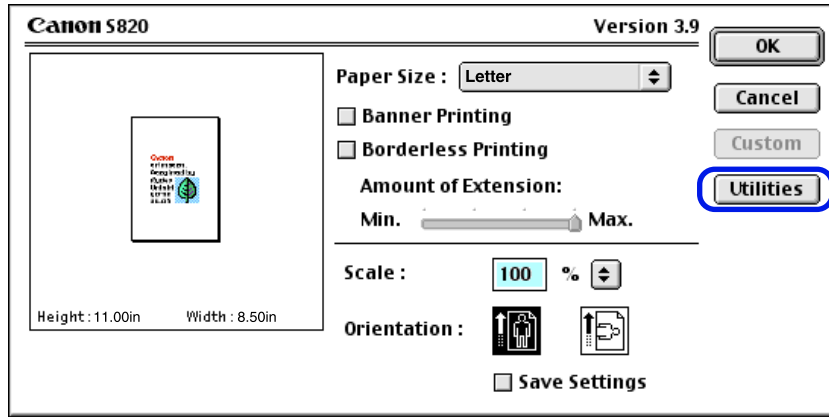 Canon S820
Version 3.9
OK
Paper Size : Letter
Cancel
Banner Printing
Custom
Borderless Printing
Utilities
Amount of Extension:
Min. Max.
Scale : 100 %
Height : 11.00in Width : 8.50in
Orientation :
Save Settings